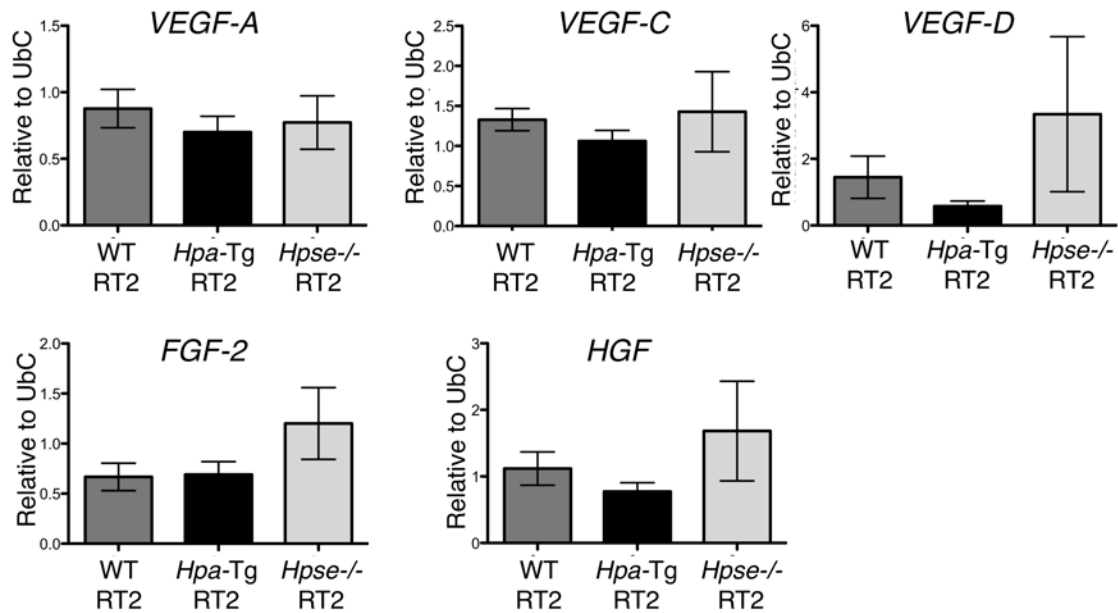 VEGF-A
Relative to UbC
1.5
1.0
0.5
0.0
WT RT2
Hpa-Tg RT2
Hpse-/- RT2
VEGF-C
Relative to UbC
2.5
2.0
1.5
1.0
0.5
0.0
WT RT2
Hpa-Tg RT2
Hpse-/- RT2
VEGF-D
Relative to UbC
6
4
2
0
WT RT2
Hpa-Tg RT2
Hpse-/- RT2
FGF-2
Relative to UbC
2.0
1.5
1.0
0.5
0.0
WT RT2
Hpa-Tg RT2
Hpse-/- RT2
HGF
Relative to UbC
3
2
1
0
WT RT2
Hpa-Tg RT2
Hpse-/- RT2